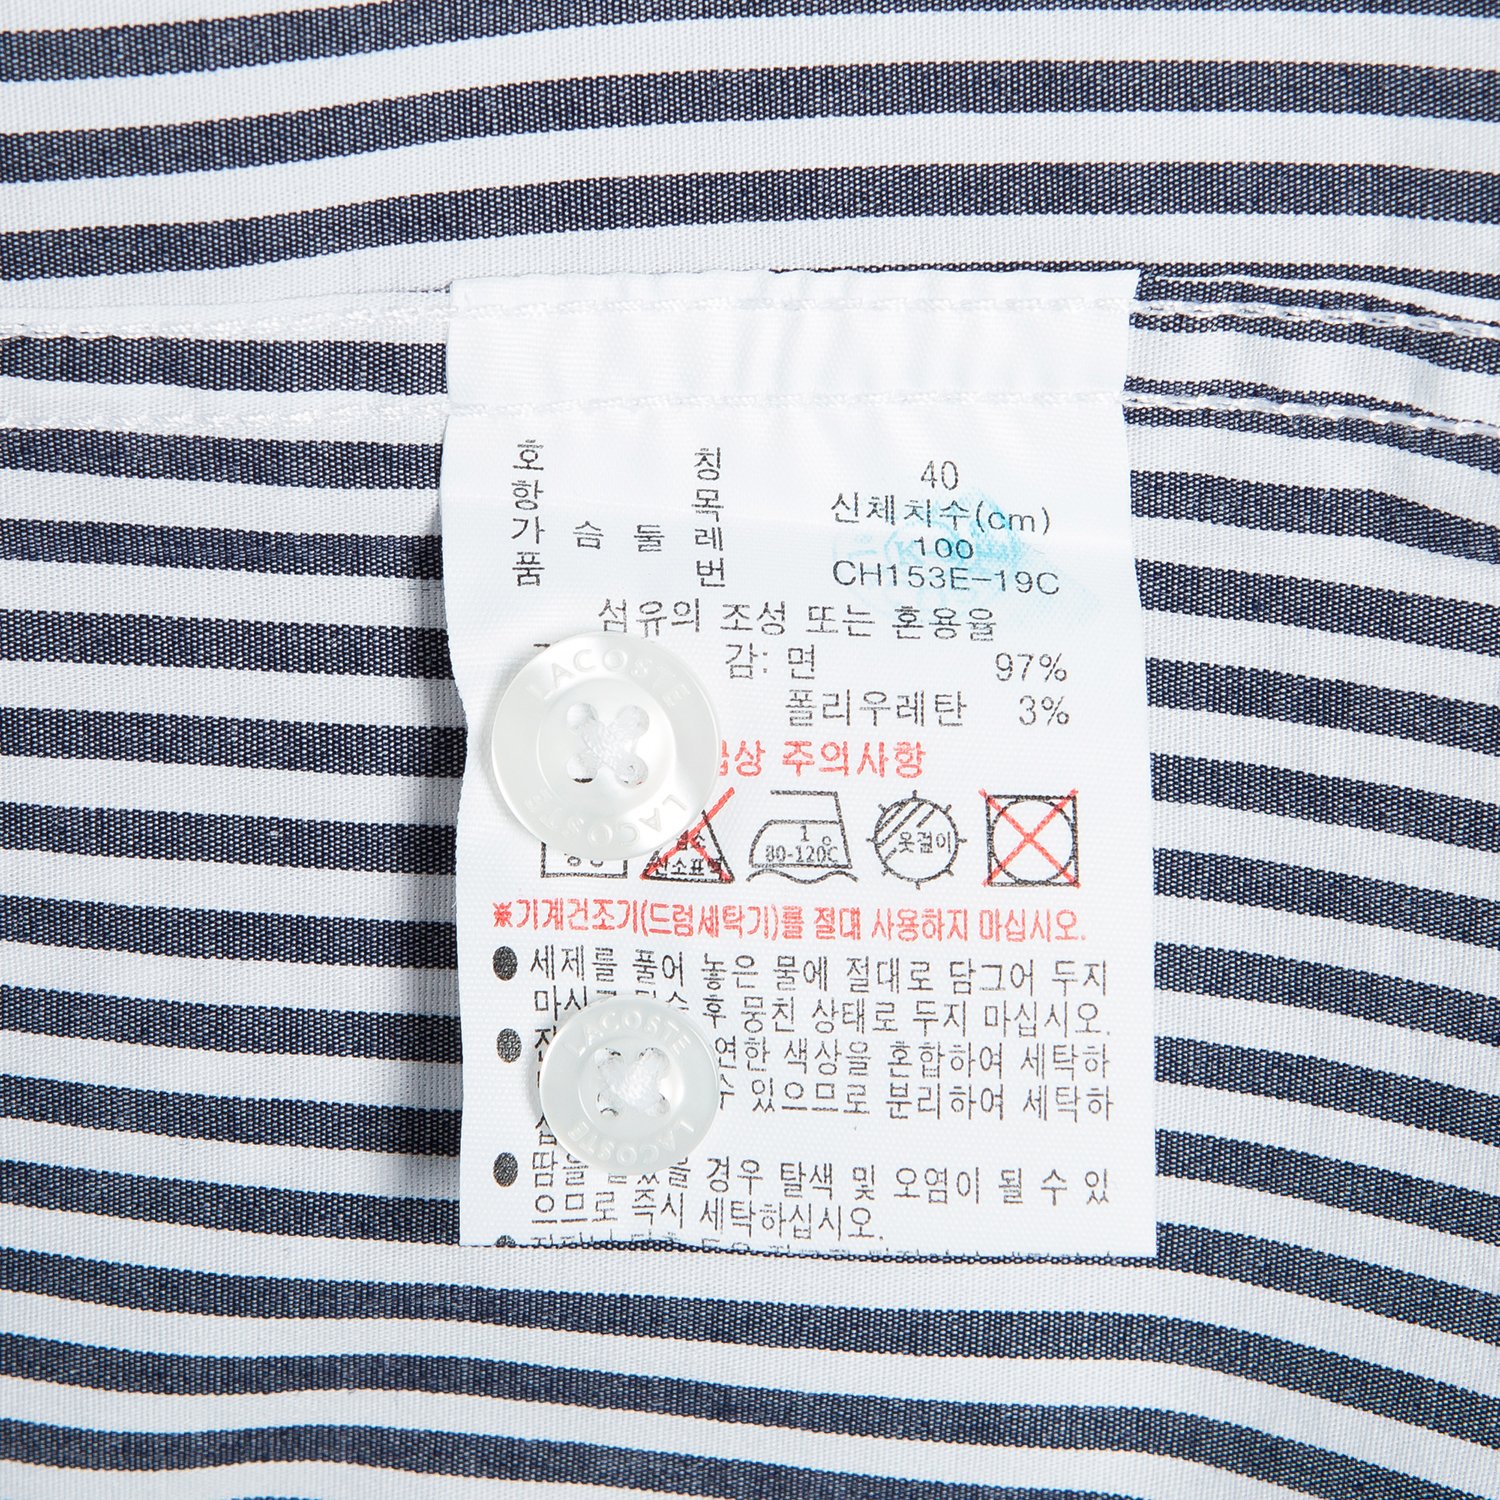 호 칭 40
항 목 신체치수(cm)
가 슴 둘 레 100
품 번 CH153E-19C
섬유의 조성 또는 혼용율
감: 면 97%
폴리우레탄 3%
주의사항
LACOSTE
LACOSTE
80-120℃
옷걸이
※기계건조기(드럼세탁기)를 절대 사용하지 마십시오.
●세제를 풀어 놓은 물에 절대로 담그어 두지
후 뭉친 상태로 두지 마십시오.
연한 색상을 혼합하여 세탁하
수 있으므로 분리하여 세탁하
LACOSTE
LACOSTE
●땀을 경우 탈색 및 오염이 될 수 있
으므로 즉시 세탁하십시오.